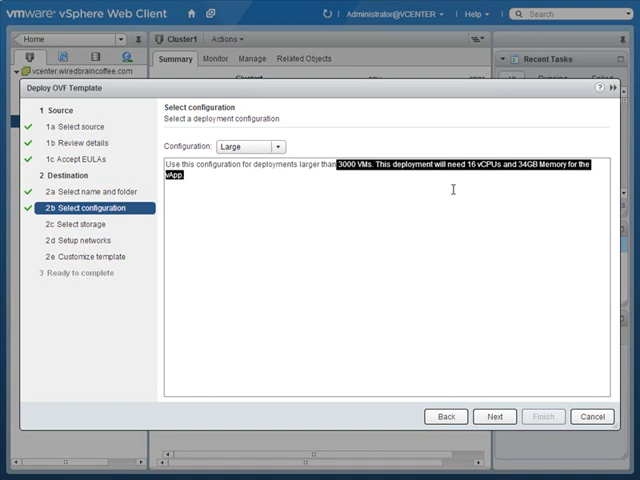 vmware vSphere Web Client
Administrator@VCENTER
Help
Search
Home
Cluster1
Actions
Recent Tasks
vcenter.wiredbraincoffee.com
Summary
Monitor
Manage
Related Objects
Deploy OVF Template
1 Source
1a Select source
1b Review details
1c Accept EULAs
2 Destination
2a Select name and folder
2b Select configuration
2c Select storage
2d Setup networks
2e Customize template
3 Ready to complete
Select configuration
Select a deployment configuration
Configuration: Large
Use this configuration for deployments larger than 3000 VMs. This deployment will need 16 vCPUs and 34GB Memory for the
vApp.
Back
Next
Finish
Cancel